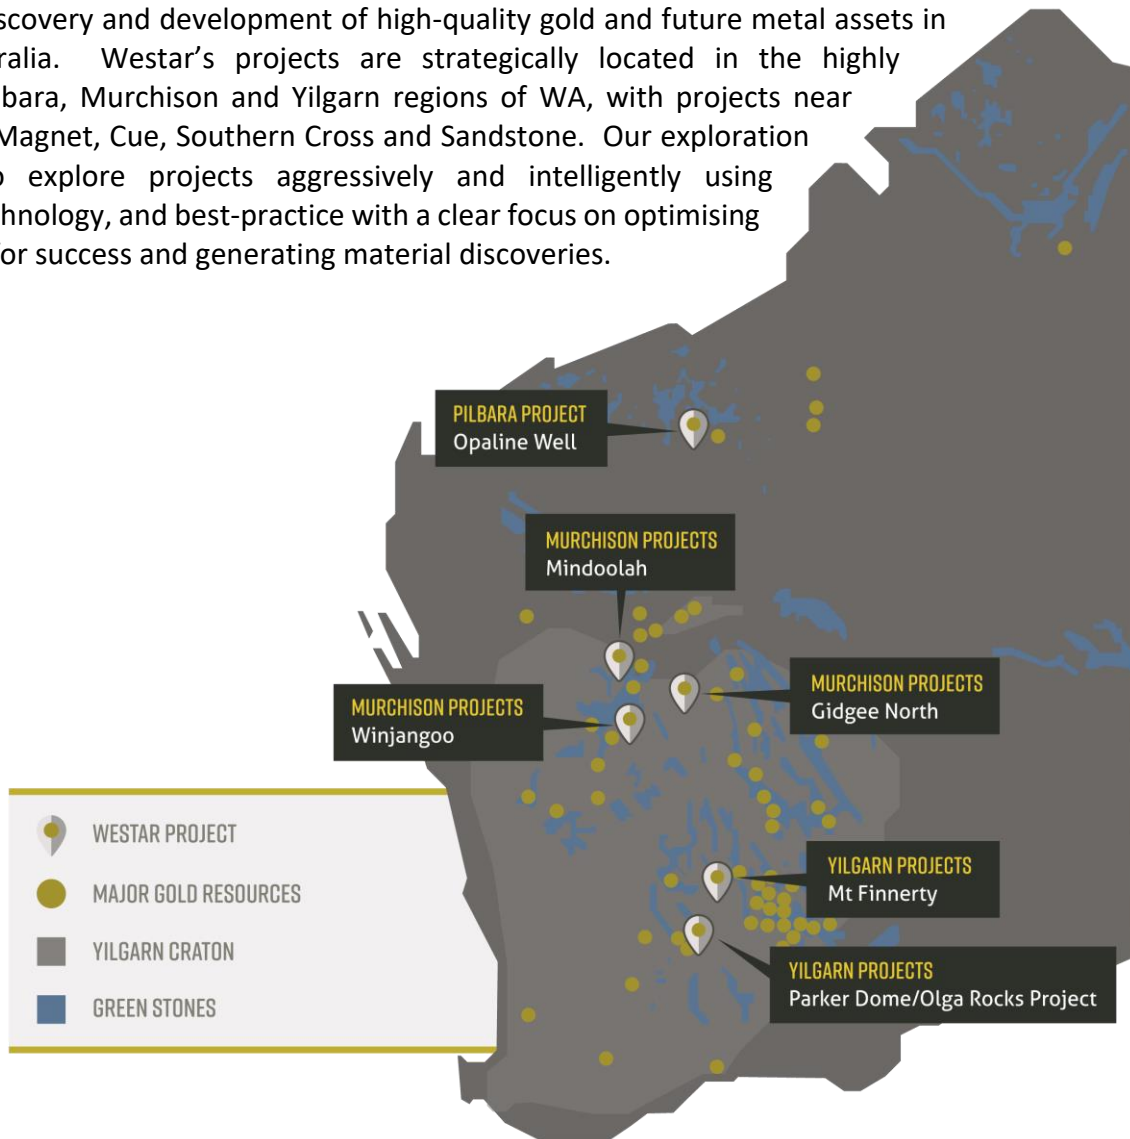 scovery and development of high-quality gold and future metal assets in
ralia. Westar's projects are strategically located in the highly
bara, Murchison and Yilgarn regions of WA, with projects near
Magnet, Cue, Southern Cross and Sandstone. Our exploration
o explore projects aggressively and intelligently using
hnology, and best-practice with a clear focus on optimising
for success and generating material discoveries.
PILBARA PROJECT
Opaline Well
MURCHISON PROJECTS
Mindoolah
MURCHISON PROJECTS
Gidgee North
MURCHISON PROJECTS
Winjangoo
WESTAR PROJECT
MAJOR GOLD RESOURCES
YILGARN CRATON
GREEN STONES
YILGARN PROJECTS
Mt Finnerty
YILGARN PROJECTS
Parker Dome/Olga Rocks Project